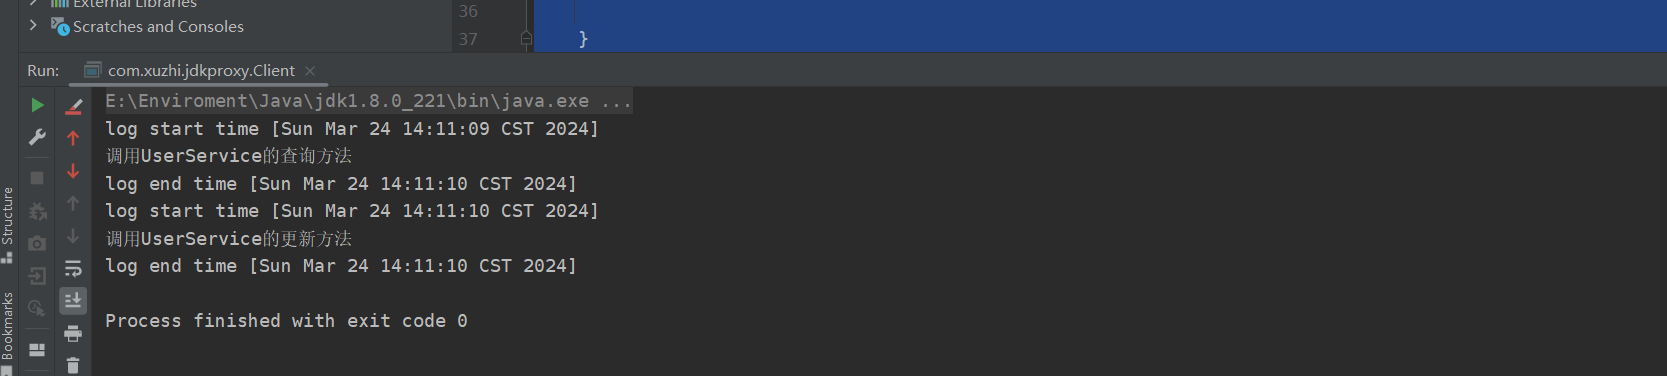 External Libraries
Scratches and Consoles
36
37
}
Run:
com.xuzhi.jdkproxy.Client
E:\Enviroment\Java\jdk1.8.0_221\bin\java.exe ...
log start time [Sun Mar 24 14:11:09 CST 2024]
调用UserService的查询方法
log end time [Sun Mar 24 14:11:10 CST 2024]
log start time [Sun Mar 24 14:11:10 CST 2024]
调用UserService的更新方法
log end time [Sun Mar 24 14:11:10 CST 2024]
Process finished with exit code 0
Structure
Bookmarks